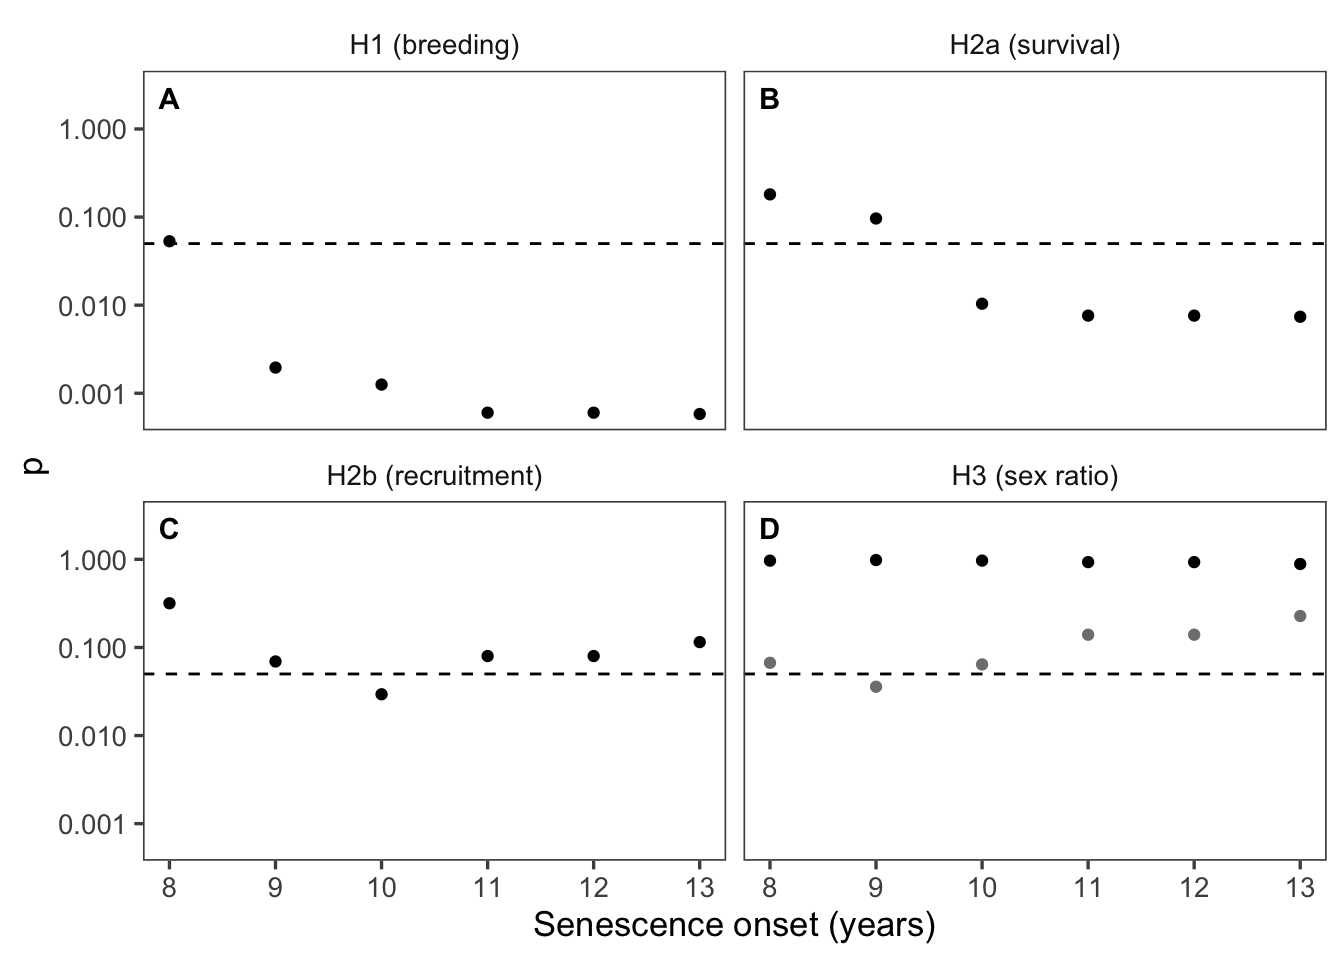 H1 (breeding)
H2a (survival)
A
B
1.000
0.100
0.010
0.001
p
H2b (recruitment)
H3 (sex ratio)
C
D
1.000
0.100
0.010
0.001
8 9 10 11 12 13
8 9 10 11 12 13
Senescence onset (years)